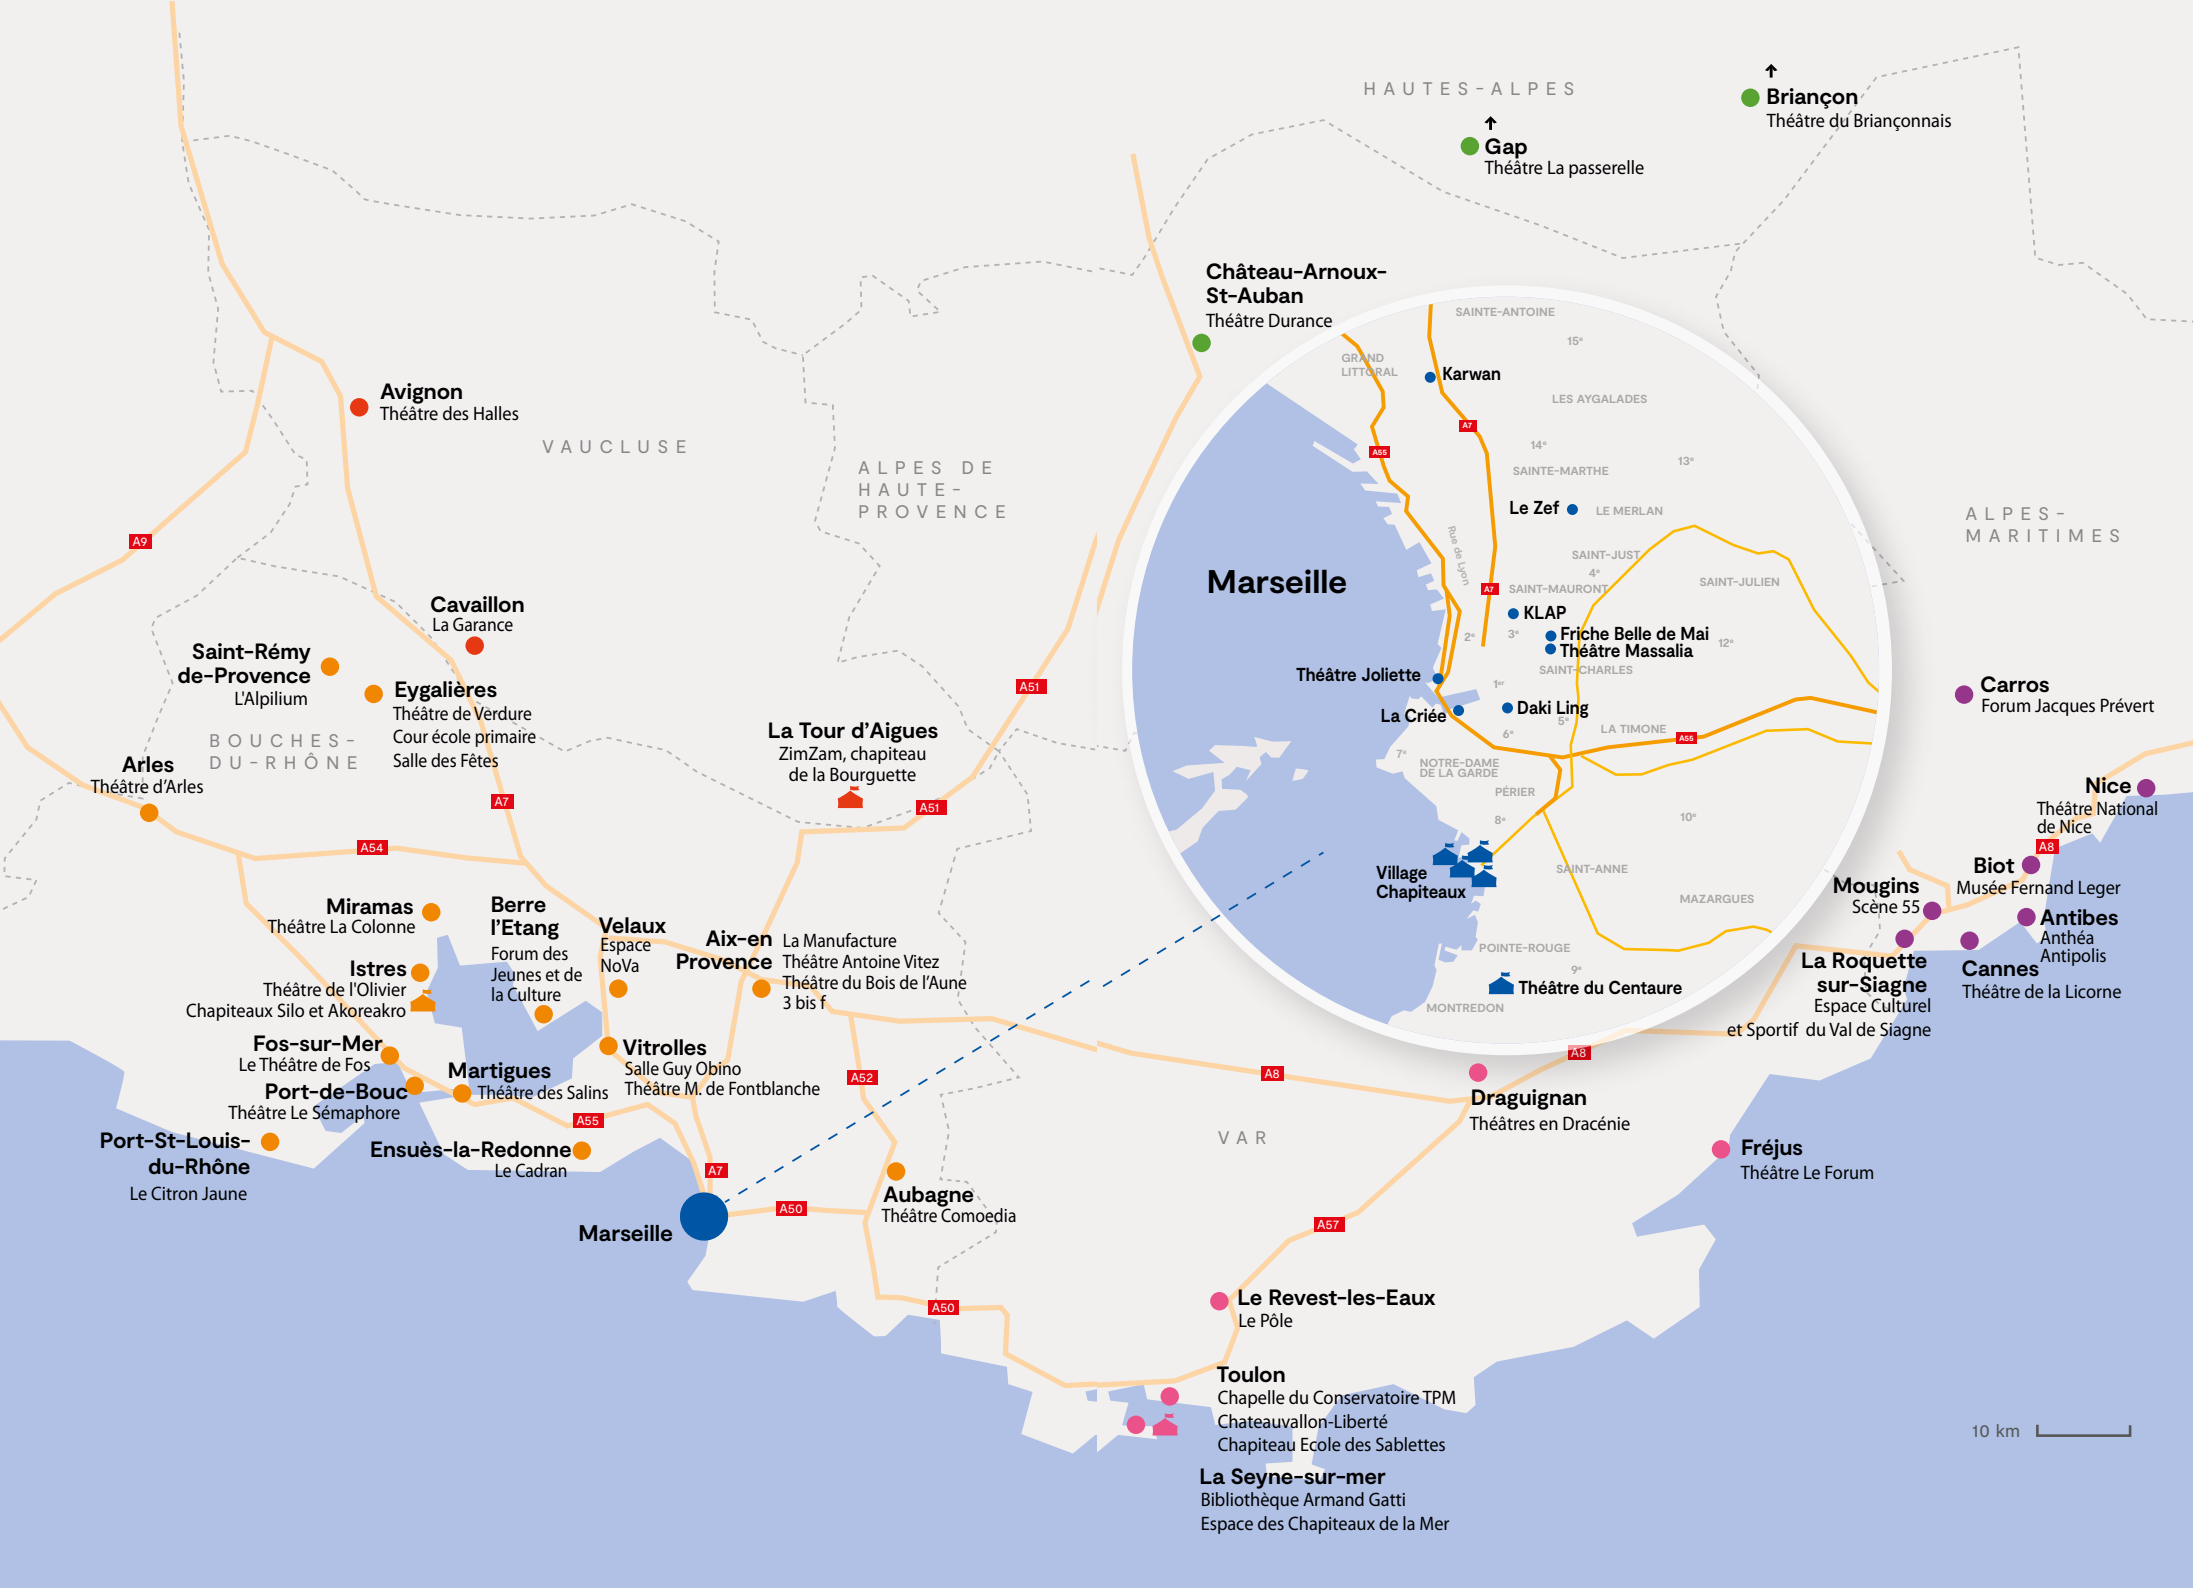 HAUTES-ALPES
Briançon
Théâtre du Briançonnais
Gap
Théâtre La passerelle
Château-Arnoux-
St-Auban
Théâtre Durance
Avignon
Théâtre des Halles
VAUCLUSE
ALPES DE
HAUTE-
PROVENCE
ALPES-
MARITIMES
A9
Cavaillon
La Garance
Saint-Rémy
de-Provence
L'Alpilium
Eygalières
Théâtre de Verdure
Cour école primaire
Salle des Fêtes
BOUCHES-
DU-RHÔNE
Arles
Théâtre d'Arles
A7
A54
La Tour d'Aigues
ZimZam, chapiteau
de la Bourguette
A51
A51
Miramas
Théâtre La Colonne
Istres
Théâtre de l'Olivier
Chapiteaux Silo et Akoreakro
Berre
l'Etang
Forum des
Jeunes et de
la Culture
Velaux
Espace
NoVa
Aix-en
Provence
La Manufacture
Théâtre Antoine Vitez
Théâtre du Bois de l'Aune
3 bis f
Fos-sur-Mer
Le Théâtre de Fos
Port-de-Bouc
Théâtre Le Sémaphore
Martigues
Théâtre des Salins
Vitrolles
Salle Guy Obino
Théâtre M. de Fontblanche
A52
A55
Port-St-Louis-
du-Rhône
Le Citron Jaune
Ensuès-la-Redonne
Le Cadran
A7
Marseille
A50
Aubagne
Théâtre Comoedia
A50
SAINTE-ANTOINE
15e
GRAND
LITTORAL
Karwan
LES AYGALADES
A7
A55
14e
13e
SAINTE-MARTHE
Le Zef
LE MERLAN
Rue de Lyon
SAINT-JUST
4e
Marseille
A7
SAINT-MAURONT
SAINT-JULIEN
KLAP
2e
3e
Friche Belle de Mai
Théâtre Massalia
12e
SAINT-CHARLES
Théâtre Joliette
1er
La Criée
Daki Ling
5e
6e
LA TIMONE
A55
7e
NOTRE-DAME
DE LA GARDE
PÉRIER
8e
10e
Village
Chapiteaux
SAINT-ANNE
MAZARGUES
POINTE-ROUGE
9e
Théâtre du Centaure
MONTREDON
Carros
Forum Jacques Prévert
Nice
Théâtre National
de Nice
A8
Biot
Musée Fernand Leger
Mougins
Scène 55
Antibes
Anthéa
Antipolis
La Roquette
sur-Siagne
Espace Culturel
et Sportif du Val de Siagne
Cannes
Théâtre de la Licorne
A8
A8
Draguignan
Théâtres en Dracénie
VAR
Fréjus
Théâtre Le Forum
A57
Le Revest-les-Eaux
Le Pôle
Toulon
Chapelle du Conservatoire TPM
Chateauvallon-Liberté
Chapiteau Ecole des Sablettes
La Seyne-sur-mer
Bibliothèque Armand Gatti
Espace des Chapiteaux de la Mer
10 km